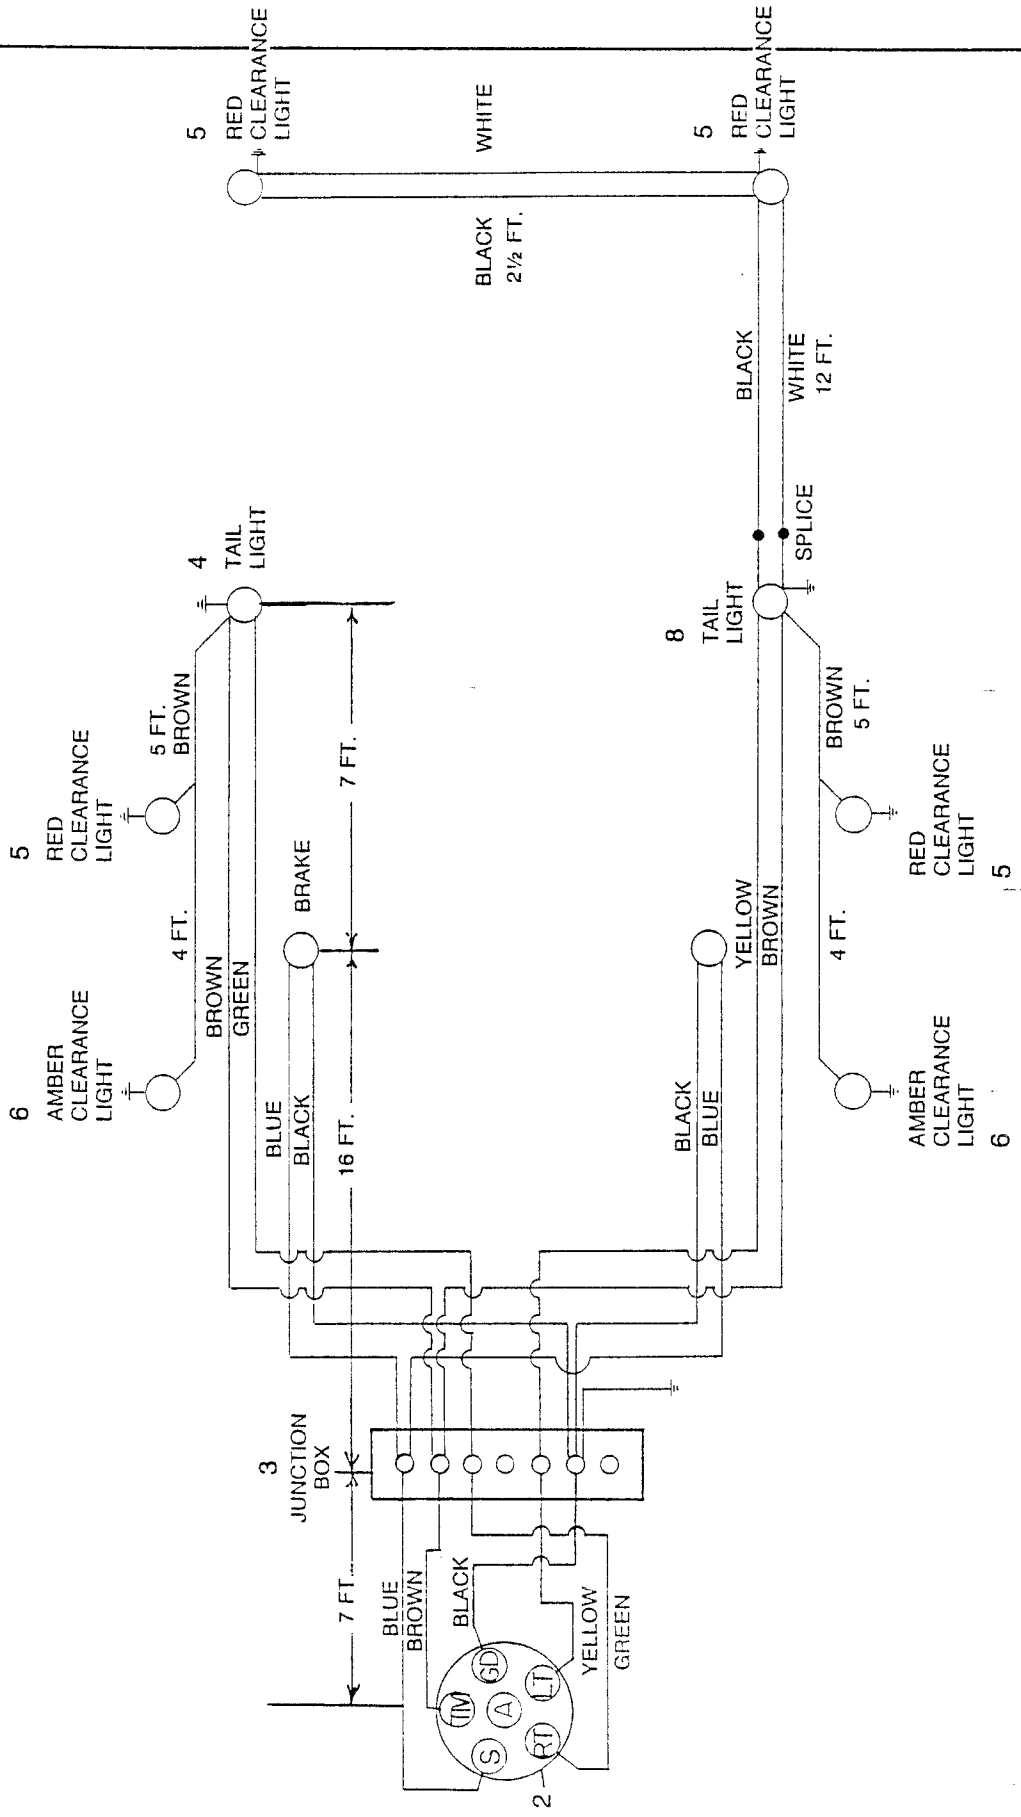 6
AMBER
CLEARANCE
LIGHT
5
RED
CLEARANCE
LIGHT
4 FT.
5 FT.
BROWN
4
TAIL
LIGHT
5
RED
CLEARANCE
LIGHT
BROWN
GREEN
BLUE
BLACK
BRAKE
16 FT.
7 FT.
7 FT.
3
JUNCTION
BOX
BLUE
BROWN
BLACK
YELLOW
GREEN
S
TM
GD
A
RT
LT
2
BLACK
2½ FT.
WHITE
BLACK
BLUE
YELLOW
BROWN
8
TAIL
LIGHT
SPLICE
BLACK
WHITE
12 FT.
5
RED
CLEARANCE
LIGHT
4 FT.
BROWN
5 FT.
AMBER
CLEARANCE
LIGHT
6
RED
CLEARANCE
LIGHT
5